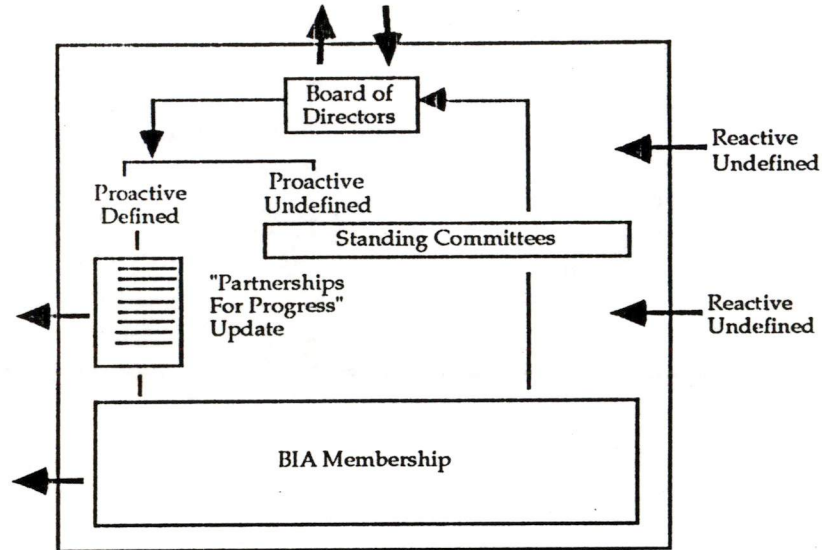 Board of
Directors
Reactive
Undefined
Proactive
Defined
Proactive
Undefined
Standing Committees
"Partnerships
For Progress"
Update
Reactive
Undefined
BIA Membership